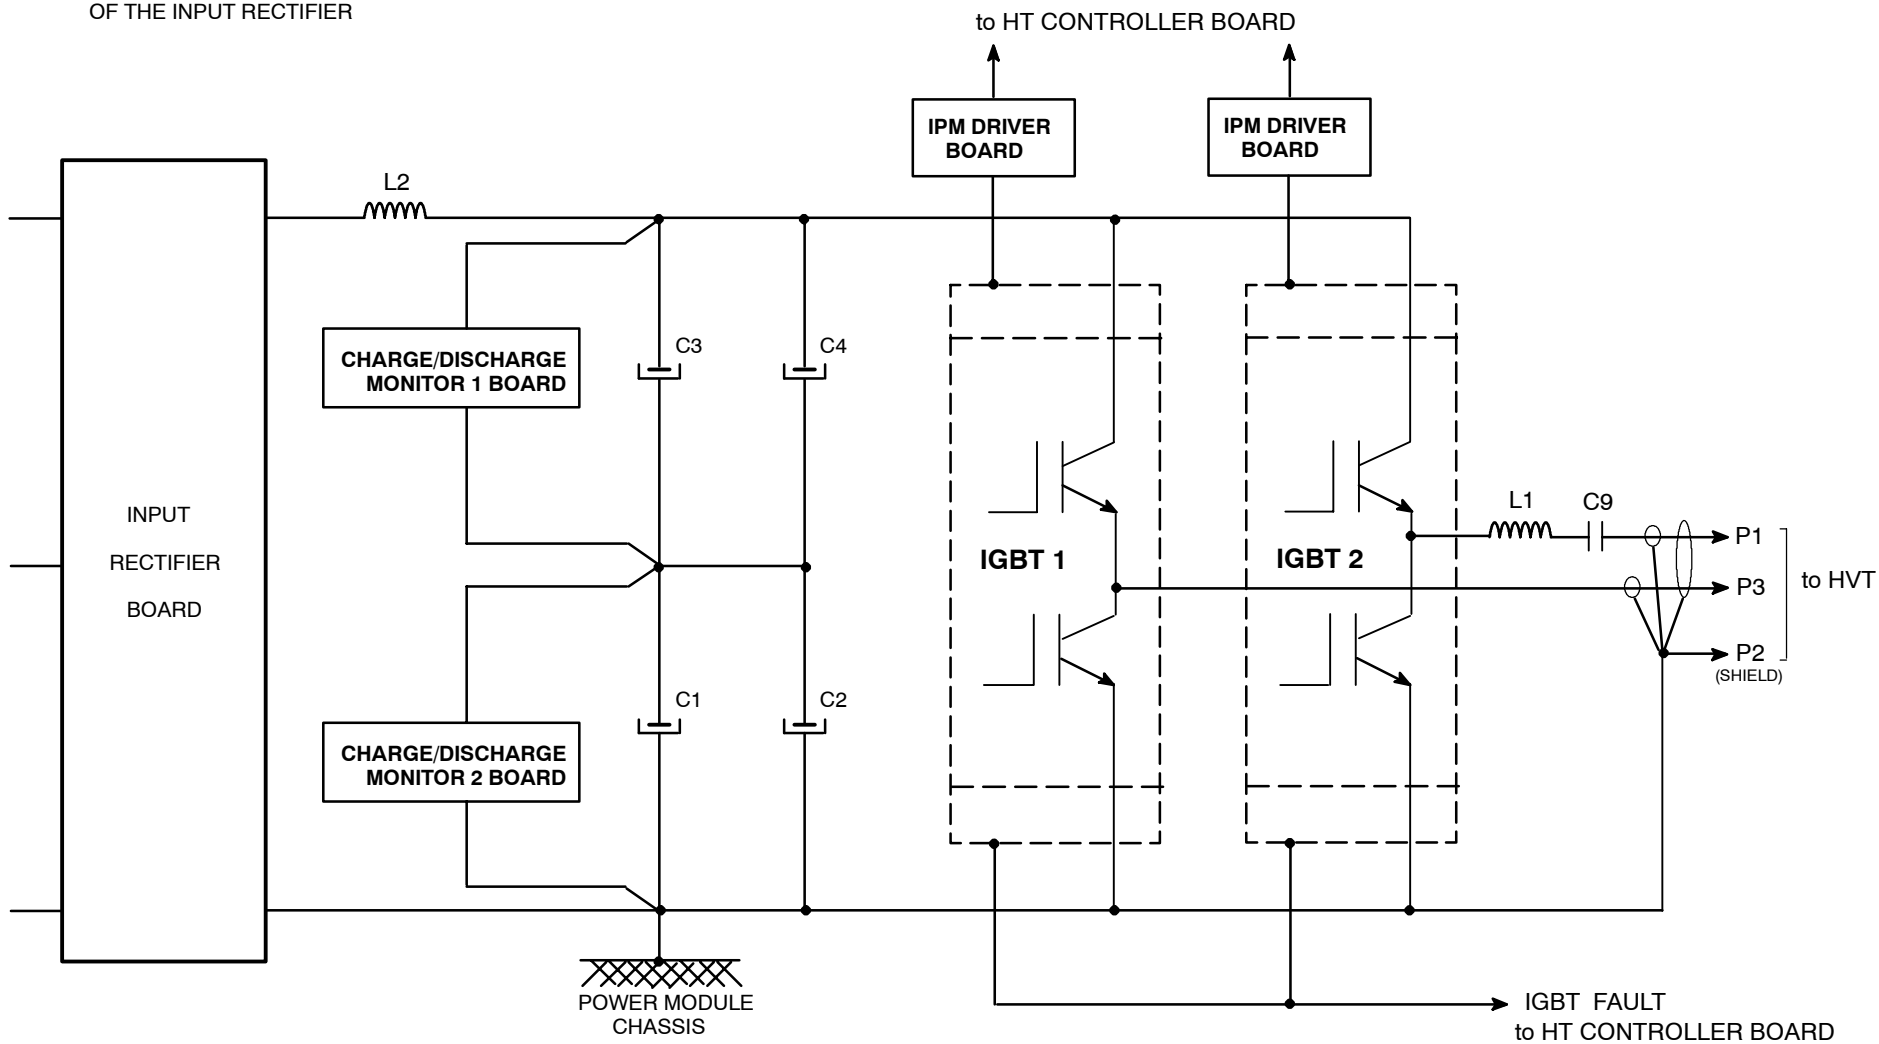 OF THE INPUT RECTIFIER
to HT CONTROLLER BOARD
IPM DRIVER
BOARD
IPM DRIVER
BOARD
L2
C3
C4
CHARGE/DISCHARGE
MONITOR 1 BOARD
INPUT
RECTIFIER
BOARD
IGBT 1
IGBT 2
L1
C9
P1
P3
to HVT
P2
(SHIELD)
C1
C2
CHARGE/DISCHARGE
MONITOR 2 BOARD
POWER MODULE
CHASSIS
IGBT FAULT
to HT CONTROLLER BOARD